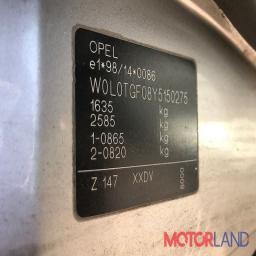 OPEL
e1*98/14*0086
W0L0TGF08Y5150275
1635 kg
2585 kg
1-0865 kg
2-0820 kg
Z 147 XXDV 8000
MOTORLAND